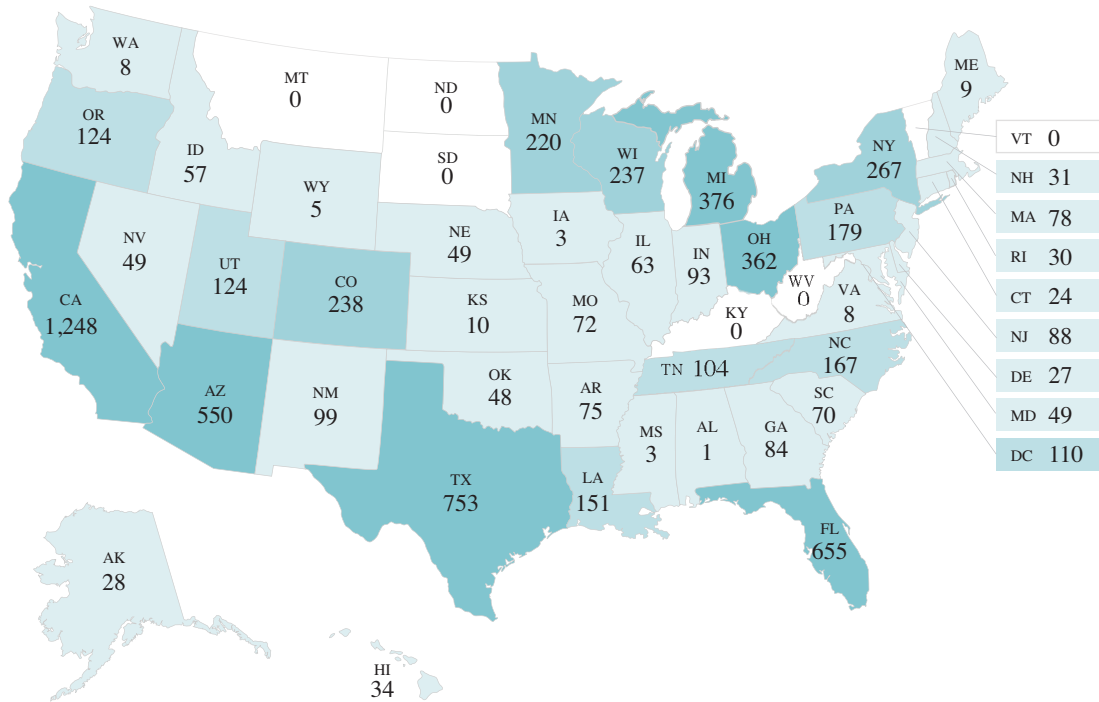 WA
8
MT
0
ND
0
ME
9
OR
124
MN
220
VT 0
ID
57
SD
0
WI
237
NY
267
NH 31
WY
5
MI
376
MA 78
NV
49
NE
49
IA
3
PA
179
RI 30
UT
124
CO
238
IL
63
IN
93
OH
362
CT 24
CA
1,248
KS
10
MO
72
KY
0
WV
0
VA
8
NJ 88
AZ
550
NM
99
OK
48
AR
75
TN 104
NC
167
DE 27
SC
70
MD 49
MS
3
AL
1
GA
84
DC 110
TX
753
LA
151
FL
655
AK
28
HI
34